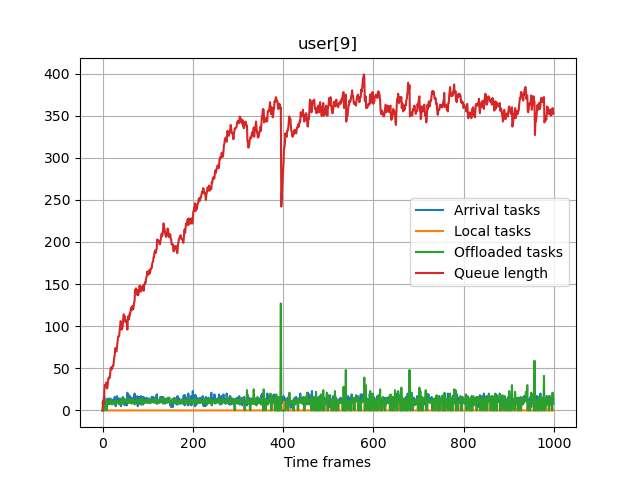 user[9]
400
350
300
250
200
150
100
50
0
Arrival tasks
Local tasks
Offloaded tasks
Queue length
0 200 400 600 800 1000
Time frames